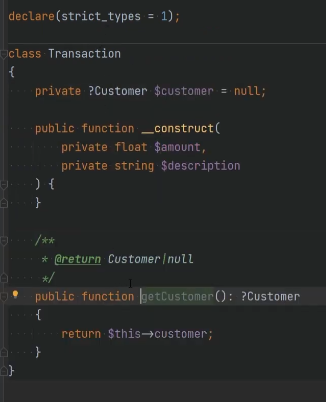 declare(strict_types = 1);
class Transaction
{
private ?Customer $customer = null;
public function __construct(
private float $amount,
private string $description
) {
}
/**
* @return Customer|null
*/
public function getCustomer(): ?Customer
{
return $this->customer;
}
}